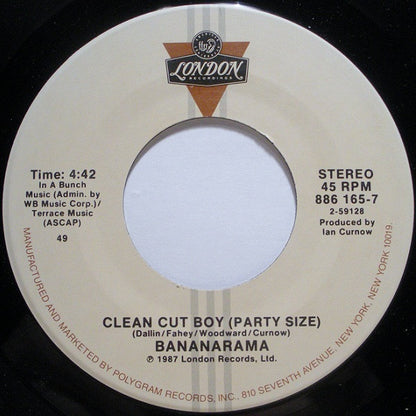 LONDON
RECORDINGS
Time: 4:42
In A Bunch
Music (Admin. by
WB Music Corp.)/
Terrace Music
(ASCAP)
49
STEREO
45 RPM
886 165-7
2-59128
Produced by
Ian Curnow
CLEAN CUT BOY (PARTY SIZE)
(Dallin/Fahey/Woodward/Curnow)
BANANARAMA
℗ 1987 London Records, Ltd.
MANUFACTURED AND MARKETED BY POLYGRAM RECORDS, INC., 810 SEVENTH AVENUE, NEW YORK, NEW YORK 10019.